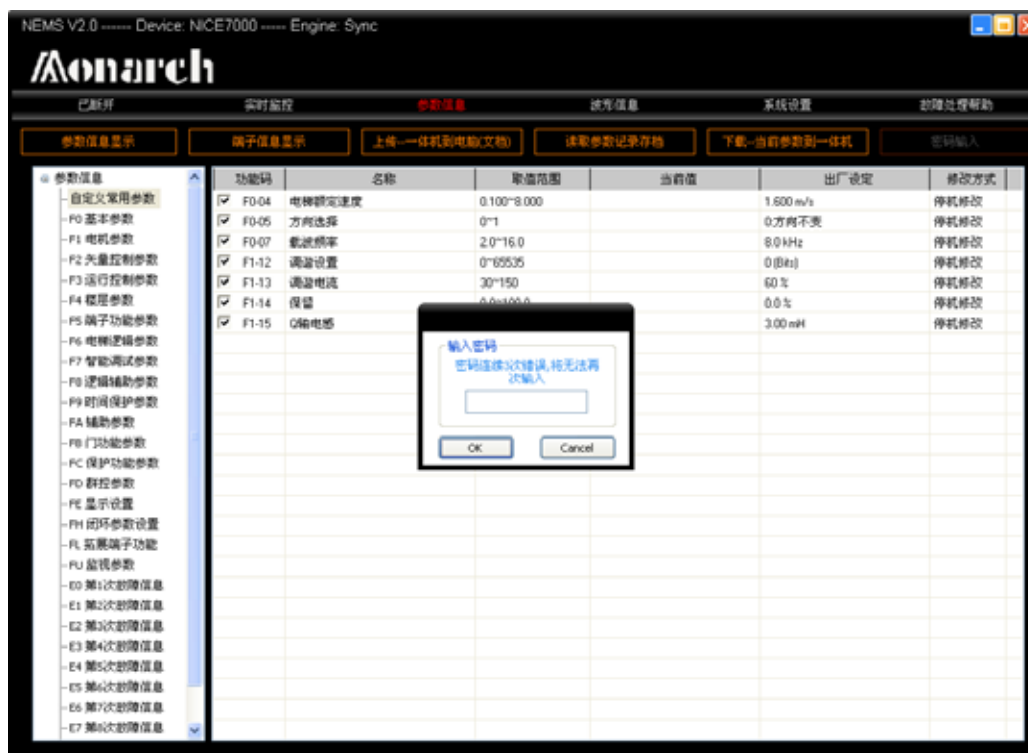 NEMS V2.0 ------ Device: NICE7000 ----- Engine: Sync
Monarch
已断开 实时监控 参数信息 波形信息 系统设置 故障处理帮助
参数信息显示 端子信息显示 上传--一体机到电脑(文档) 读取参数记录存档 下载--当前参数到一体机 密码输入
参数信息
自定义常用参数
F0 基本参数
F1 电机参数
F2 矢量控制参数
F3 运行控制参数
F4 楼层参数
F5 端子功能参数
F6 电梯逻辑参数
F7 智能调试参数
F8 逻辑辅助参数
F9 时间保护参数
FA 辅助参数
FB 门功能参数
FC 保护功能参数
FD 群控参数
FE 显示设置
FH 闭环参数设置
FL 拓展端子功能
FU 监视参数
E0 第1次故障信息
E1 第2次故障信息
E2 第3次故障信息
E3 第4次故障信息
E4 第5次故障信息
E5 第6次故障信息
E6 第7次故障信息
E7 第8次故障信息
功能码 名称 取值范围 当前值 出厂设定 修改方式
F0-04 电梯额定速度 0.100~8.000 1.600 m/s 停机修改
F0-05 方向选择 0~1 0:方向不变 停机修改
F0-07 载波频率 2.0~16.0 8.0 kHz 停机修改
F1-12 调谐设置 0~65535 0 (Bits) 停机修改
F1-13 调谐电流 30~150 60 % 停机修改
F1-14 保留 0.0~100.0 0.0 % 停机修改
F1-15 Q轴电感 3.00 mH 停机修改
输入密码
密码连续3次错误,将无法再
次输入
OK Cancel